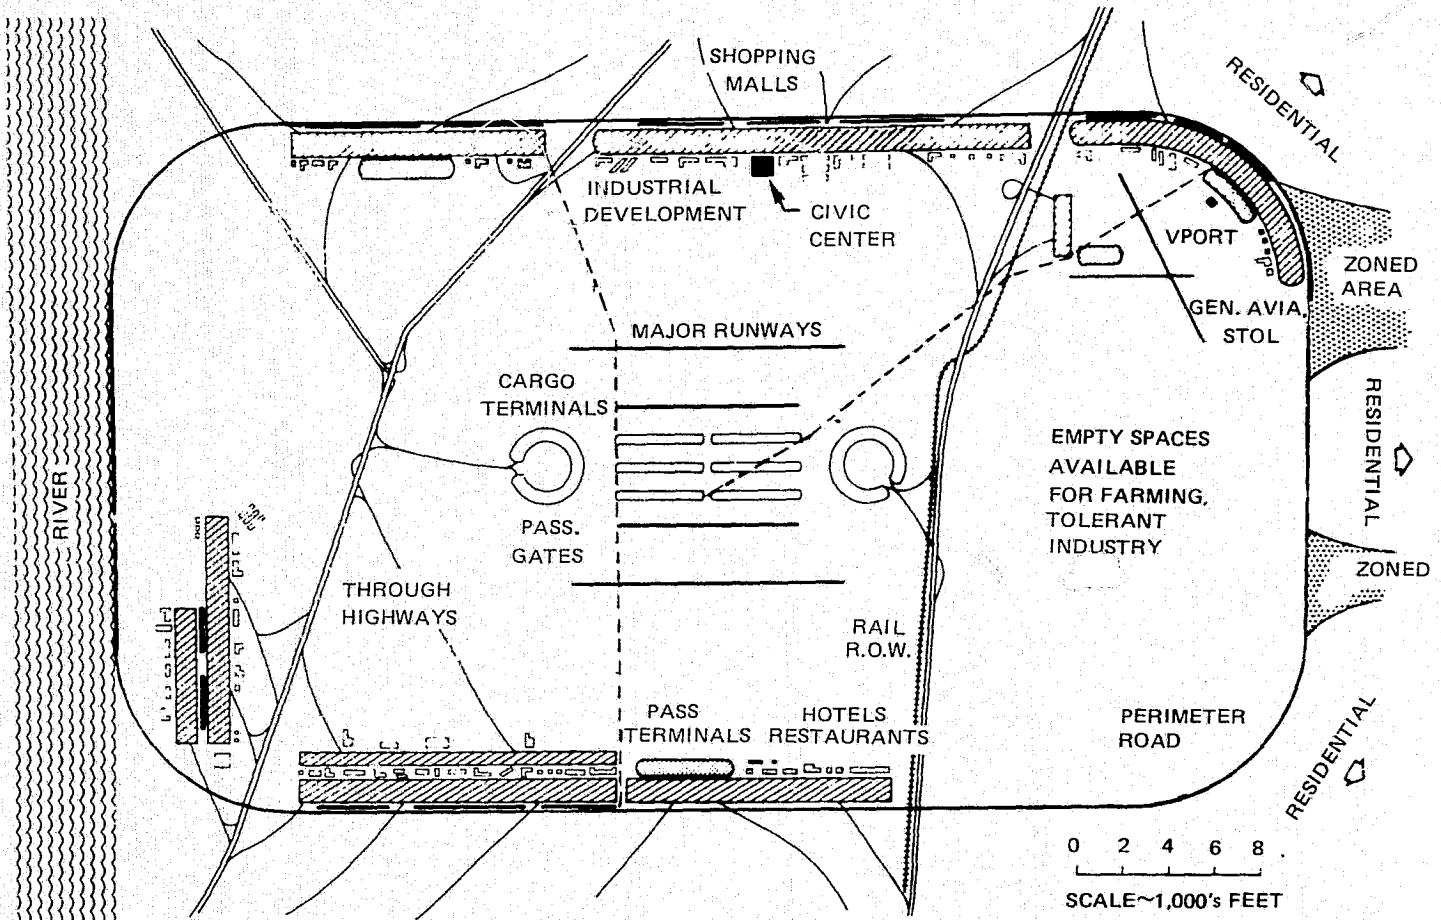 SHOPPING
MALLS
RESIDENTIAL
INDUSTRIAL
DEVELOPMENT
CIVIC
CENTER
VPORT
ZONED
AREA
GEN. AVIA.
STOL
MAJOR RUNWAYS
CARGO
TERMINALS
RESIDENTIAL
EMPTY SPACES
AVAILABLE
FOR FARMING,
TOLERANT
INDUSTRY
RIVER
PASS.
GATES
ZONED
THROUGH
HIGHWAYS
RAIL
R.O.W.
PASS
TERMINALS
HOTELS
RESTAURANTS
PERIMETER
ROAD
RESIDENTIAL
0 2 4 6 8
SCALE~1,000's FEET